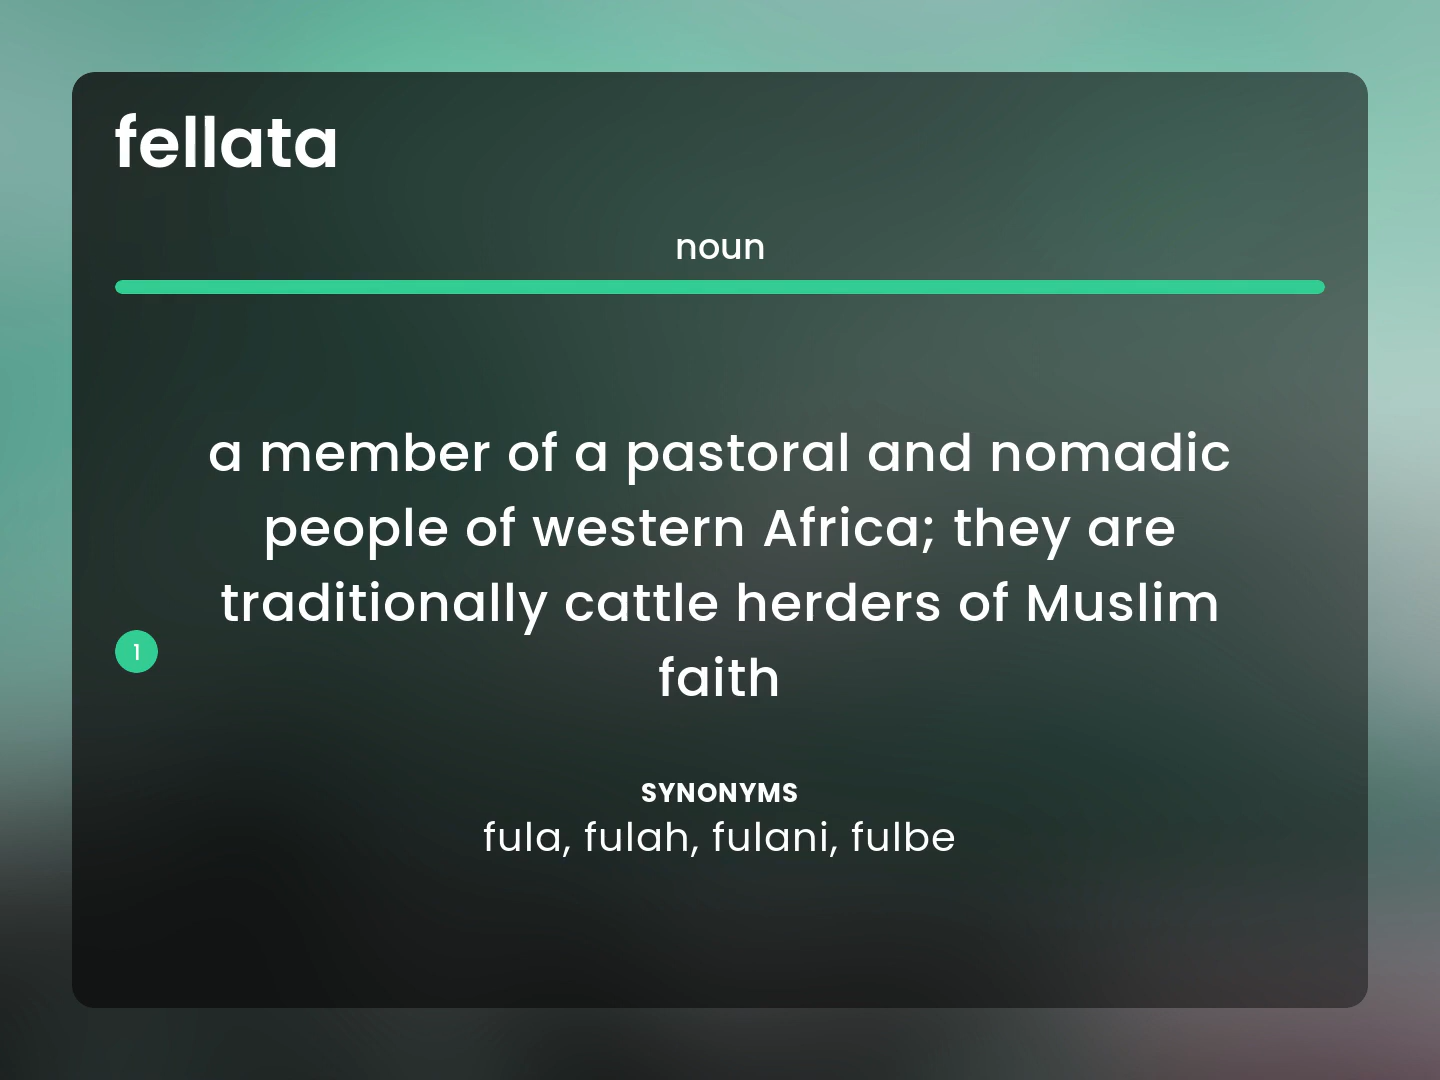 fellata
noun
a member of a pastoral and nomadic
people of western Africa; they are
traditionally cattle herders of Muslim
faith
1
SYNONYMS
fula, fulah, fulani, fulbe